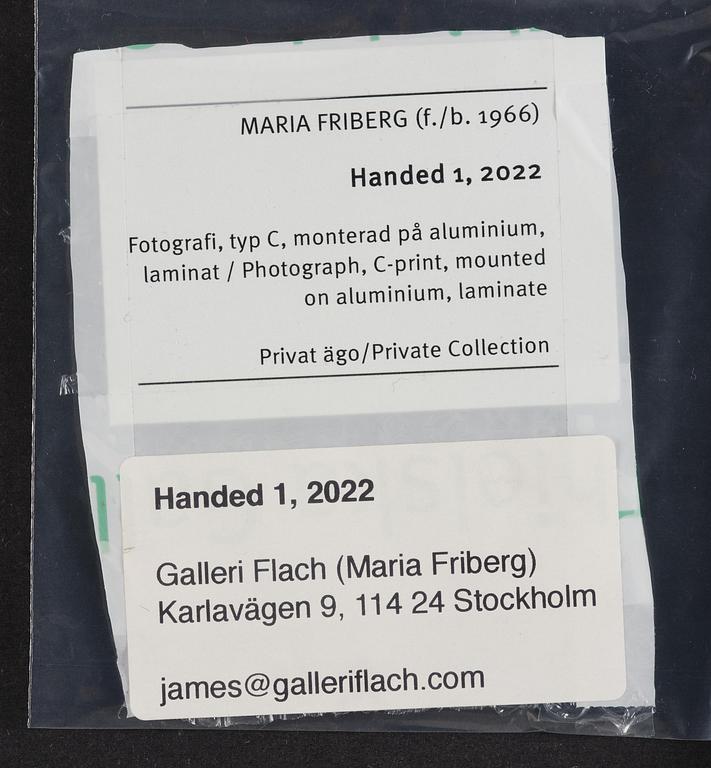 MARIA FRIBERG (f./b. 1966)
Handed 1, 2022
Fotografi, typ C, monterad på aluminium,
laminat / Photograph, C-print, mounted
on aluminium, laminate
Privat ägo/Private Collection
Handed 1, 2022
Galleri Flach (Maria Friberg)
Karlavägen 9, 114 24 Stockholm
james@galleriflach.com